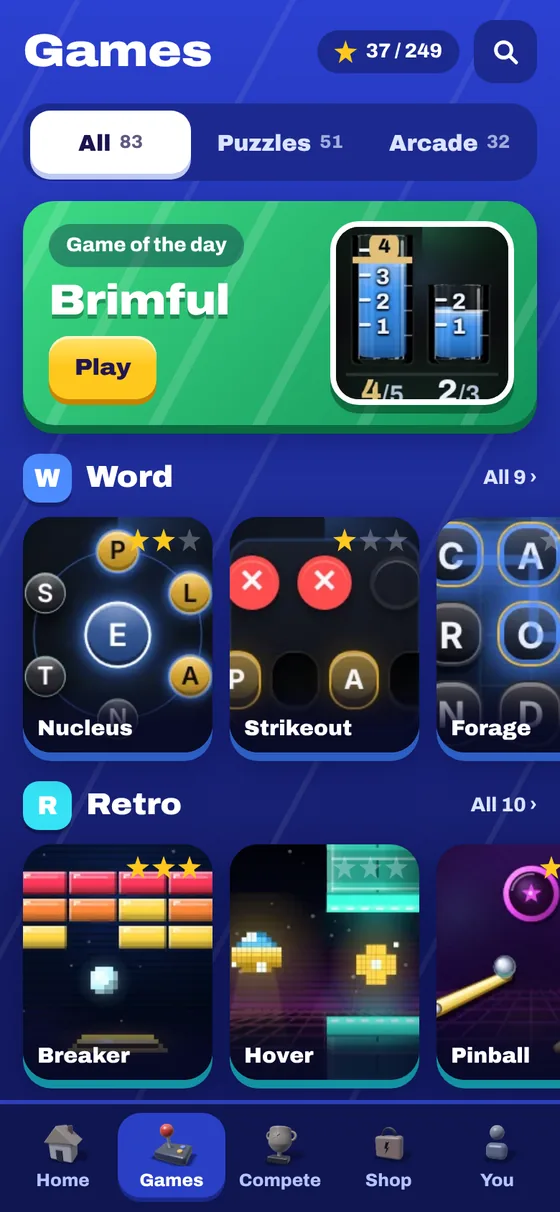 Games
37 / 249
All 83
Puzzles 51
Arcade 32
Game of the day
Brimful
Play
4
3
2
1
2
1
4/5
2/3
W Word
All 9 ›
P
S
L
E
T
A
N
Nucleus
P
A
Strikeout
C
A
R
O
N
D
Forage
R Retro
All 10 ›
Breaker
Hover
Pinball
Home
Games
Compete
Shop
You